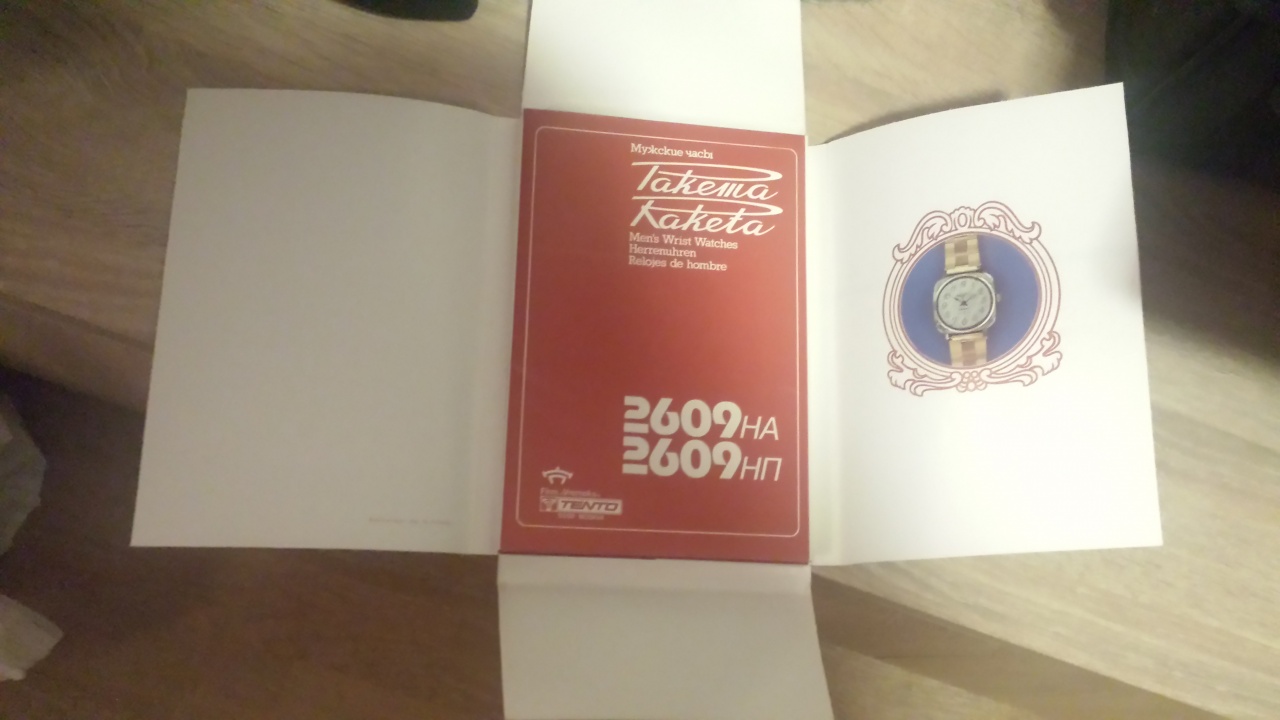 Мужские часы
Ракета
Raketa
Men's Wrist Watches
Herrenuhren
Relojes de hombre
2609НА
2609НП
TENTO